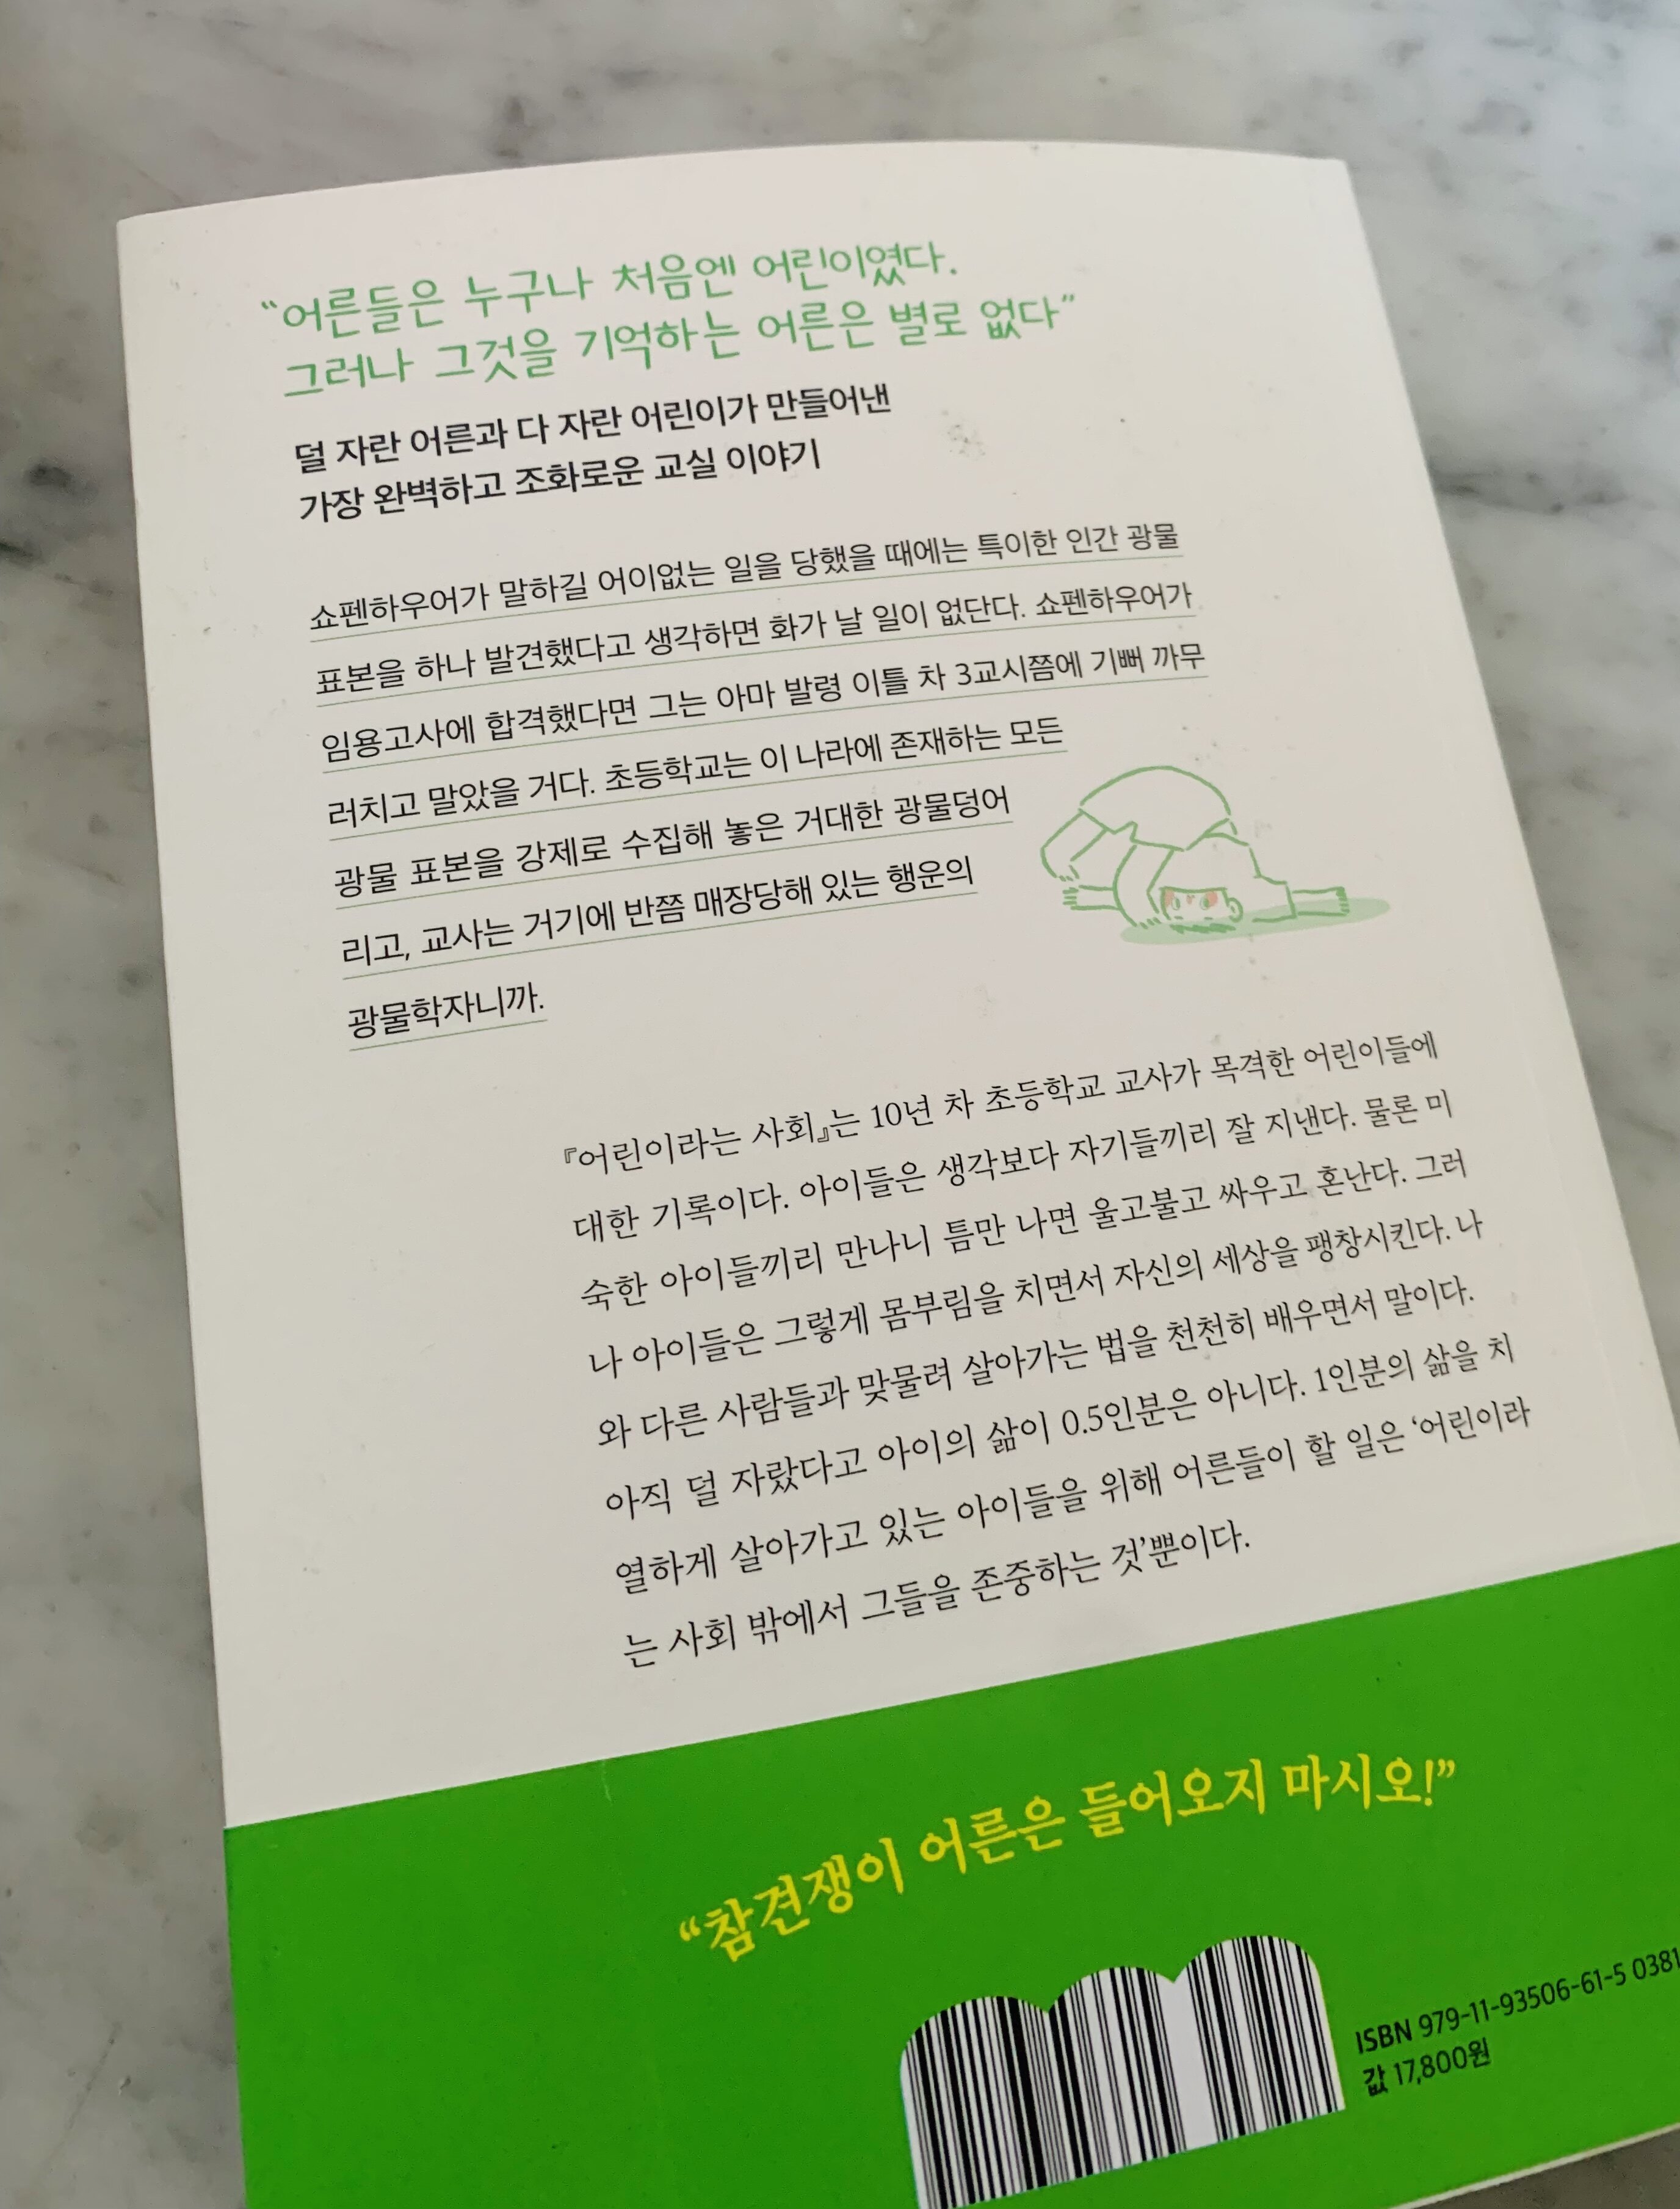 “어른들은 누구나 처음엔 어린이였다.
그러나 그것을 기억하는 어른은 별로 없다”
덜 자란 어른과 다 자란 어린이가 만들어낸
가장 완벽하고 조화로운 교실 이야기
쇼펜하우어가 말하길 어이없는 일을 당했을 때에는 특이한 인간 광물
표본을 하나 발견했다고 생각하면 화가 날 일이 없단다. 쇼펜하우어가
임용고사에 합격했다면 그는 아마 발령 이틀 차 3교시쯤에 기뻐 까무
러치고 말았을 거다. 초등학교는 이 나라에 존재하는 모든
광물 표본을 강제로 수집해 놓은 거대한 광물덩어
리고, 교사는 거기에 반쯤 매장당해 있는 행운의
광물학자니까.
『어린이라는 사회』는 10년 차 초등학교 교사가 목격한 어린이들에
대한 기록이다. 아이들은 생각보다 자기들끼리 잘 지낸다. 물론 미
숙한 아이들끼리 만나니 틈만 나면 울고불고 싸우고 혼난다. 그러
나 아이들은 그렇게 몸부림을 치면서 자신의 세상을 팽창시킨다. 나
와 다른 사람들과 맞물려 살아가는 법을 천천히 배우면서 말이다.
아직 덜 자랐다고 아이의 삶이 0.5인분은 아니다. 1인분의 삶을 치
열하게 살아가고 있는 아이들을 위해 어른들이 할 일은 ‘어린이라
는 사회 밖에서 그들을 존중하는 것’뿐이다.
“참견쟁이 어른은 들어오지 마시오!”
ISBN 979-11-93506-61-5 0381
값 17,800원